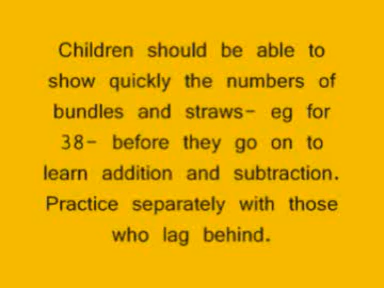 Children should be able to
show quickly the numbers of
bundles and straws- eg for
38- before they go on to
learn addition and subtraction.
Practice separately with those
who lag behind.